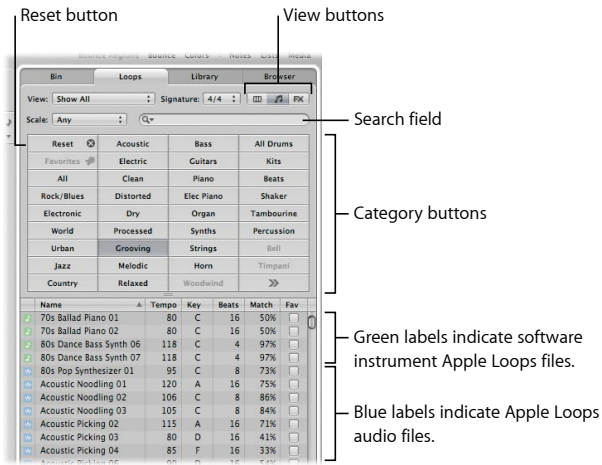 Reset button
View buttons
Bounce Regions Bounce Colors Notes Lists Media
Bin Loops Library Browser
View: Show All Signature: 4/4 FX
Scale: Any
Search field
Reset Acoustic Bass All Drums
Favorites Electric Guitars Kits
All Clean Piano Beats
Rock/Blues Distorted Elec Piano Shaker
Electronic Dry Organ Tambourine
Category buttons
World Processed Synths Percussion
Urban Grooving Strings Bell
Jazz Melodic Horn Timpani
Country Relaxed Woodwind
Name Tempo Key Beats Match Fav
70s Ballad Piano 01 80 C 16 50%
70s Ballad Piano 02 80 C 16 50%
80s Dance Bass Synth 06 118 C 4 97%
80s Dance Bass Synth 07 118 C 4 97%
Green labels indicate software
instrument Apple Loops files.
80s Pop Synthesizer 01 95 C 8 73%
Acoustic Noodling 01 120 A 16 75%
Acoustic Noodling 02 106 C 8 86%
Acoustic Noodling 03 105 C 8 84%
Acoustic Picking 02 115 A 16 71%
Acoustic Picking 03 80 D 16 41%
Acoustic Picking 04 85 F 16 33%
Blue labels indicate Apple Loops
audio files.
Acoustic Picking 06 90 D 16 54%